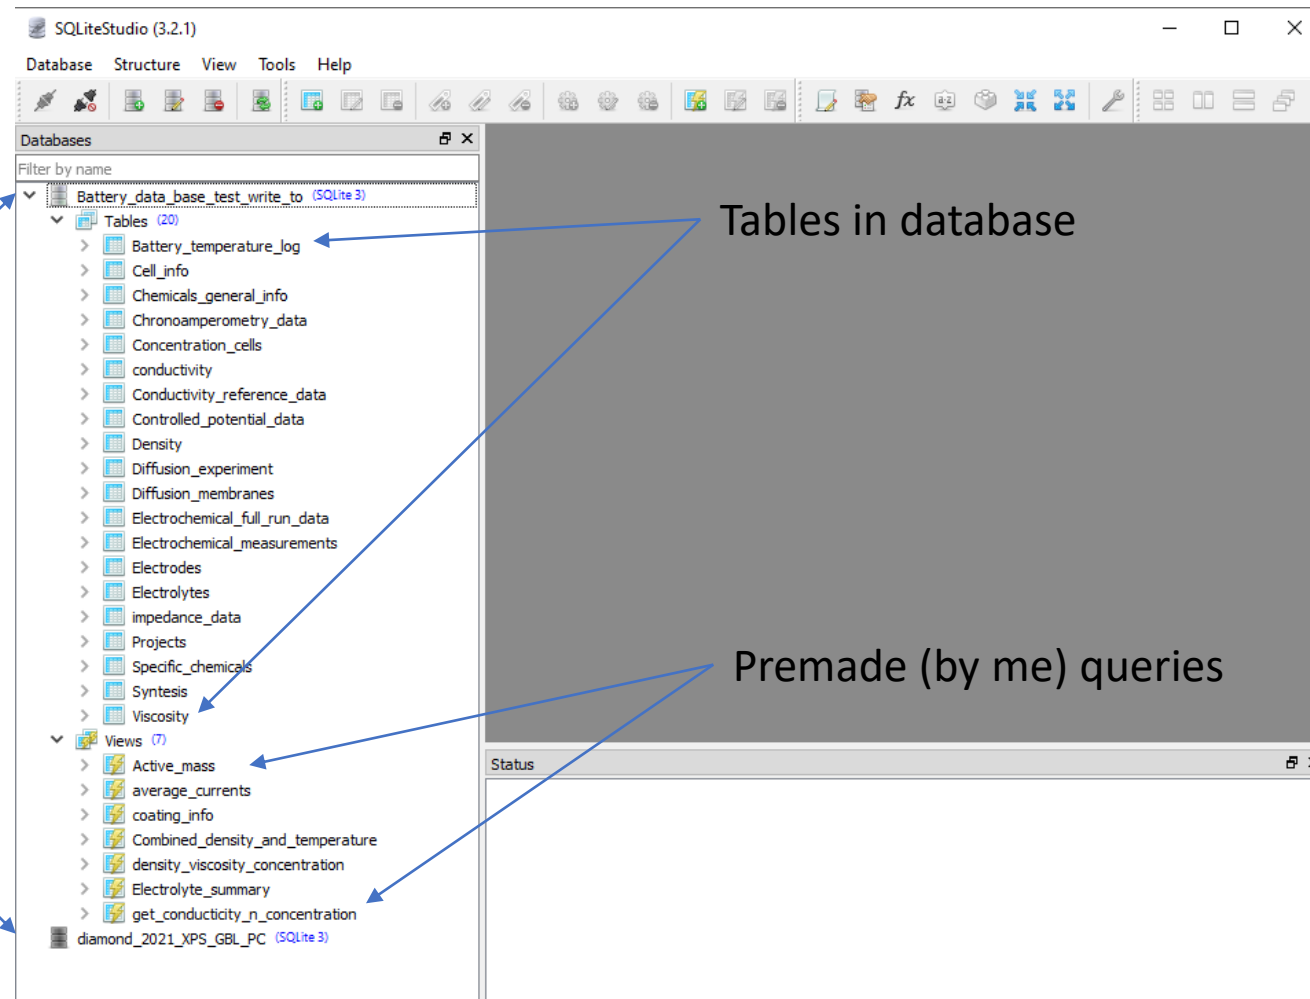 SQLiteStudio (3.2.1)
Database Structure View Tools Help
fx a-z
Databases
Filter by name
Battery_data_base_test_write_to (SQLite 3)
Tables (20)
Battery_temperature_log
Cell_info
Chemicals_general_info
Chronoamperometry_data
Concentration_cells
conductivity
Conductivity_reference_data
Controlled_potential_data
Density
Diffusion_experiment
Diffusion_membranes
Electrochemical_full_run_data
Electrochemical_measurements
Electrodes
Electrolytes
impedance_data
Projects
Specific_chemicals
Syntesis
Viscosity
Views (7)
Active_mass
average_currents
coating_info
Combined_density_and_temperature
density_viscosity_concentration
Electrolyte_summary
get_conducticity_n_concentration
diamond_2021_XPS_GBL_PC (SQLite 3)
Tables in database
Premade (by me) queries
Status